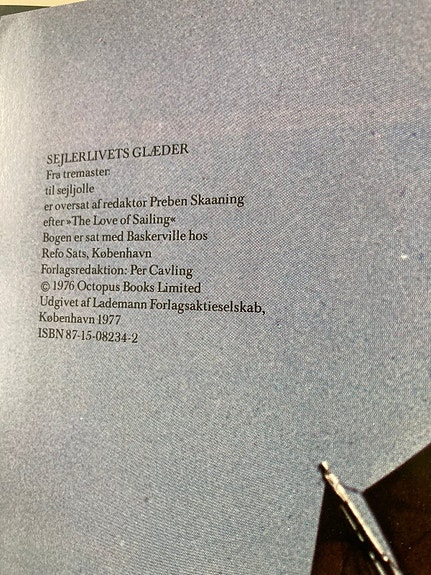 SEJLERLIVETS GLÆDER
Fra tremaster
til sejljolle
er oversat af redaktør Preben Skaaning
efter »The Love of Sailing«
Bogen er sat med Baskerville hos
Refo Sats, København
Forlagsredaktion: Per Cavling
© 1976 Octopus Books Limited
Udgivet af Lademann Forlagsaktieselskab,
København 1977
ISBN 87-15-08234-2